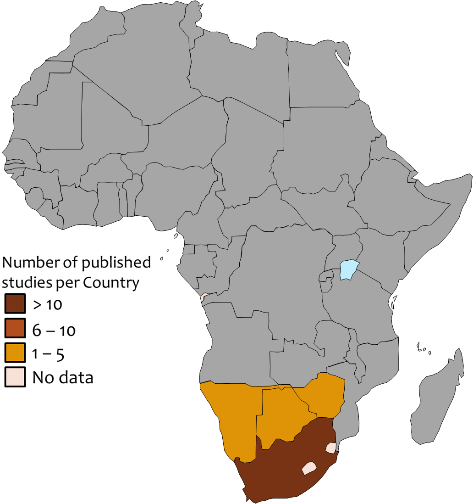 Number of published
studies per Country
> 10
6 – 10
1 – 5
No data